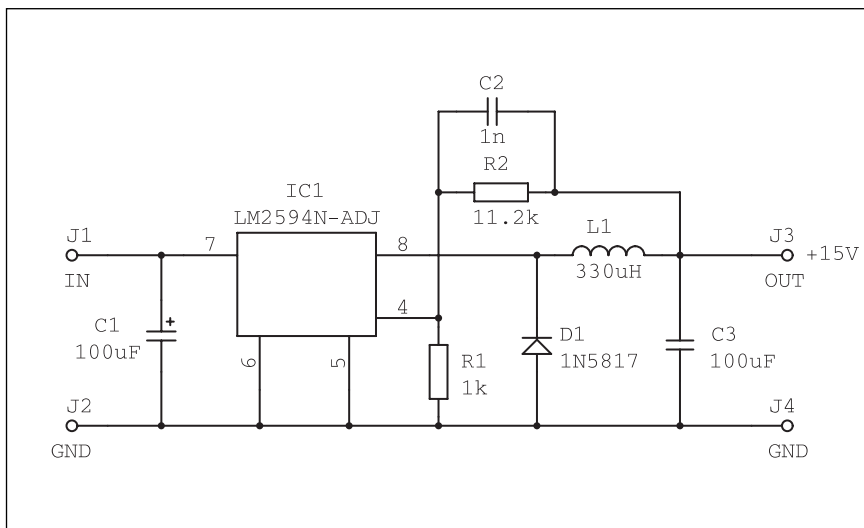 C2
1n
R2
11.2k
IC1
LM2594N-ADJ
J1
IN
7
8
L1
330uH
J3
+15V
OUT
4
C1
+
100uF
6
5
R1
1k
D1
1N5817
C3
100uF
J2
GND
J4
GND